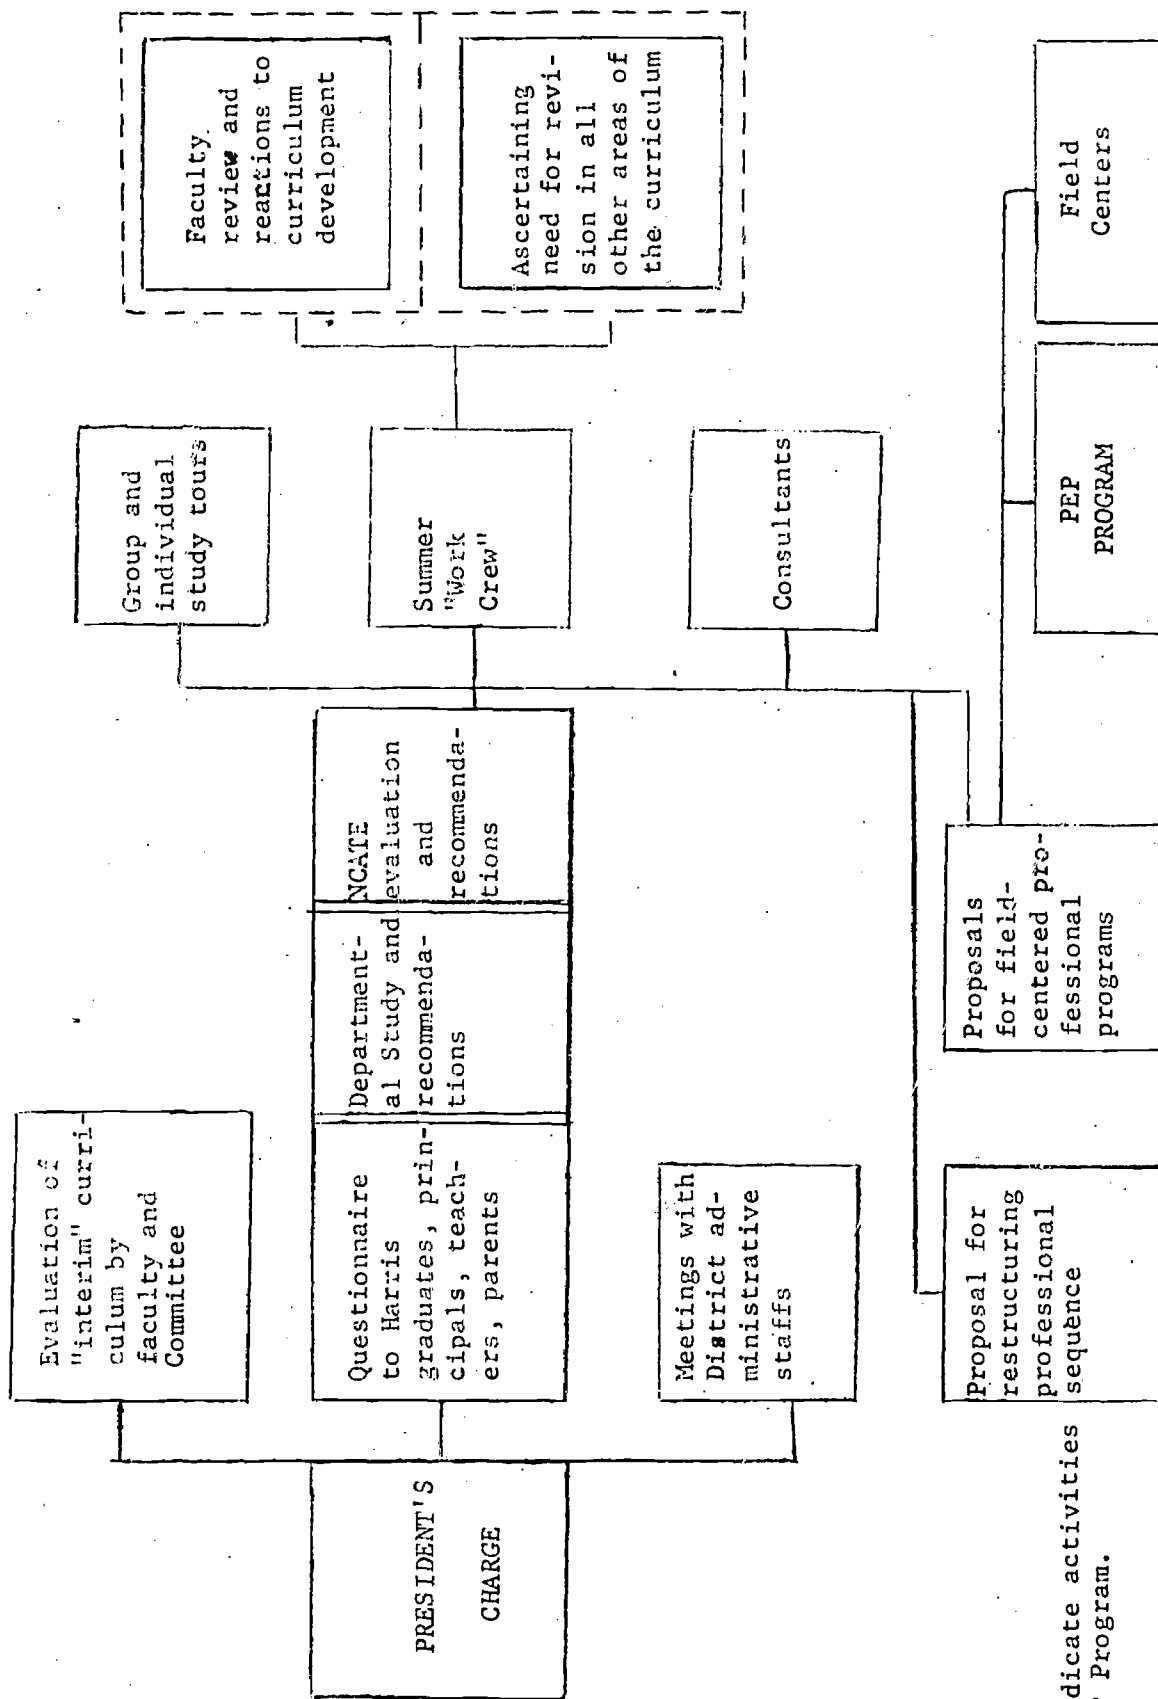 PRESIDENT'S
CHARGE
Evaluation of
"interim" curri-
culum by
faculty and
Committee
Questionnaire
to Harris
graduates, prin-
cipals, teach-
ers, parents
Meetings with
District ad-
ministrative
staffs
Department-
al Study and
recommenda-
tions
NCATE
evaluation
and
recommenda-
tions
Group and
individual
study tours
Summer
"Work
Crew"
Consultants
Faculty
review and
reactions to
curriculum
development
Ascertaining
need for revi-
sion in all
other areas of
the curriculum
Proposal for
restructuring
professional
sequence
Proposals
for field-
centered pro-
fessional
programs
PEP
PROGRAM
Field
Centers
dicate activities
Program.